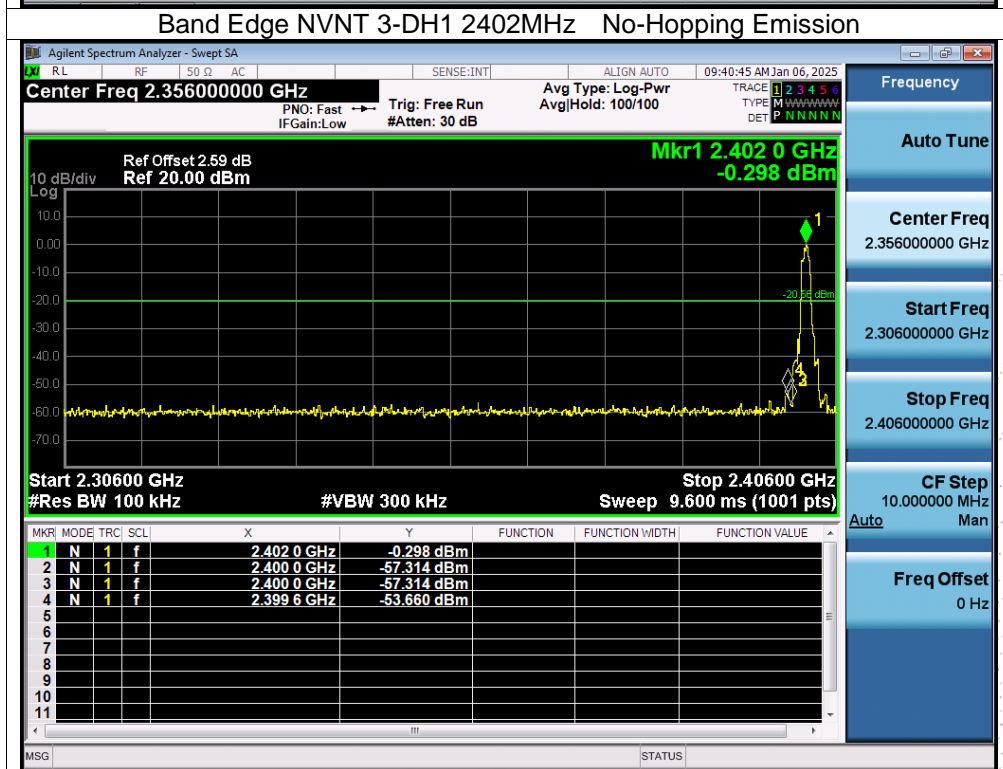 Band Edge NVNT 3-DH1 2402MHz No-Hopping Emission
Agilent Spectrum Analyzer - Swept SA
LXI RL RF 50 Ω AC SENSE:INT ALIGN AUTO 09:40:45 AM Jan 06, 2025
Center Freq 2.356000000 GHz
PNO: Fast
IFGain:Low
Trig: Free Run
#Atten: 30 dB
Avg Type: Log-Pwr
Avg|Hold: 100/100
TRACE 1 2 3 4 5 6
TYPE M WWWWW
DET P N N N N N
Mkr1 2.402 0 GHz
-0.298 dBm
Ref Offset 2.59 dB
10 dB/div Ref 20.00 dBm
Log
10.0
0.00
-10.0
-20.0
-30.0
-40.0
-50.0
-60.0
-70.0
1
-20.56 dBm
4
3
Start 2.30600 GHz Stop 2.40600 GHz
#Res BW 100 kHz #VBW 300 kHz Sweep 9.600 ms (1001 pts)
MKR MODE TRC SCL X Y FUNCTION FUNCTION WIDTH FUNCTION VALUE
1 N 1 f 2.402 0 GHz -0.298 dBm
2 N 1 f 2.400 0 GHz -57.314 dBm
3 N 1 f 2.400 0 GHz -57.314 dBm
4 N 1 f 2.399 6 GHz -53.660 dBm
5
6
7
8
9
10
11
MSG STATUS
Frequency
Auto Tune
Center Freq
2.356000000 GHz
Start Freq
2.306000000 GHz
Stop Freq
2.406000000 GHz
CF Step
10.000000 MHz
Auto Man
Freq Offset
0 Hz